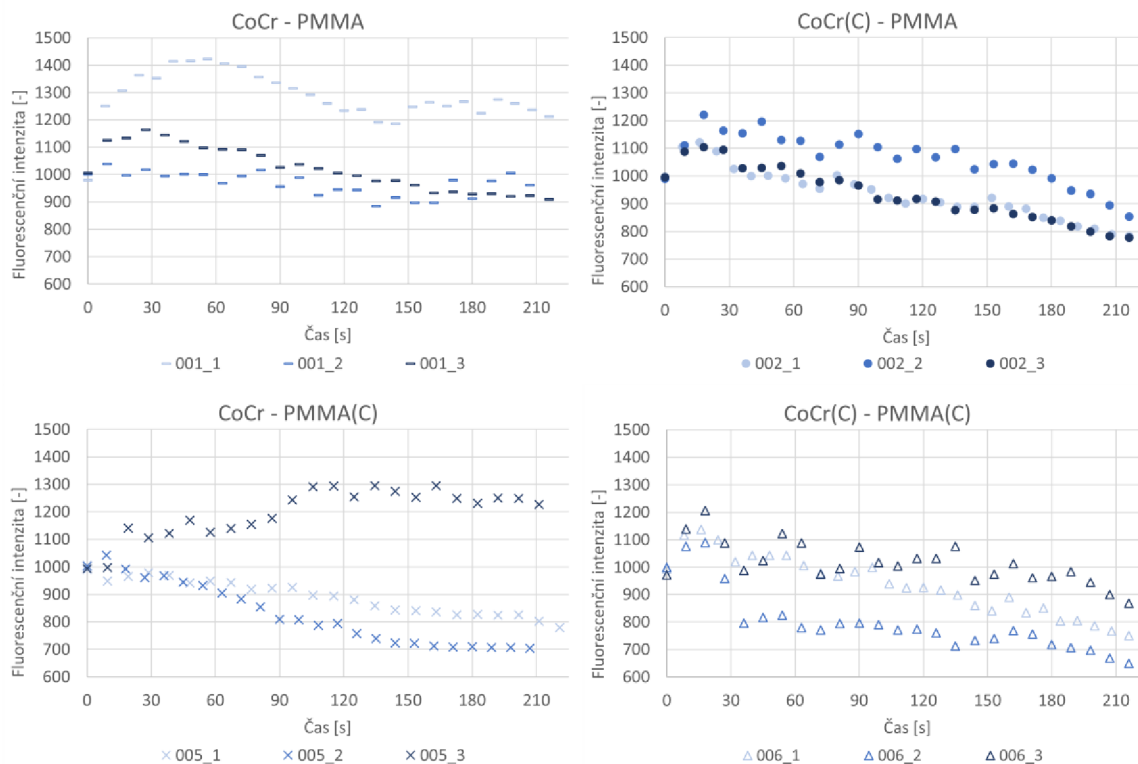 CoCr - PMMA
Fluorescenční intenzita [-]
1500
1400
1300
1200
1100
1000
900
800
700
600
0 30 60 90 120 150 180 210
Čas [s]
001_1 001_2 001_3
CoCr(C) - PMMA
Fluorescenční intenzita [-]
1500
1400
1300
1200
1100
1000
900
800
700
600
0 30 60 90 120 150 180 210
Čas [s]
002_1 002_2 002_3
CoCr - PMMA(C)
Fluorescenční intenzita [-]
1500
1400
1300
1200
1100
1000
900
800
700
600
0 30 60 90 120 150 180 210
Čas [s]
005_1 005_2 005_3
CoCr(C) - PMMA(C)
Fluorescenční intenzita [-]
1500
1400
1300
1200
1100
1000
900
800
700
600
0 30 60 90 120 150 180 210
Čas [s]
006_1 006_2 006_3